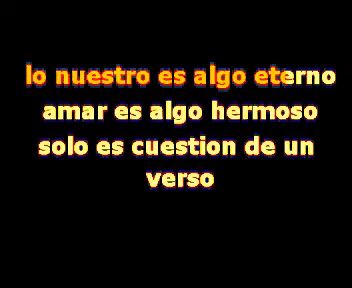 lo nuestro es algo eterno
amar es algo hermoso
solo es cuestion de un
verso